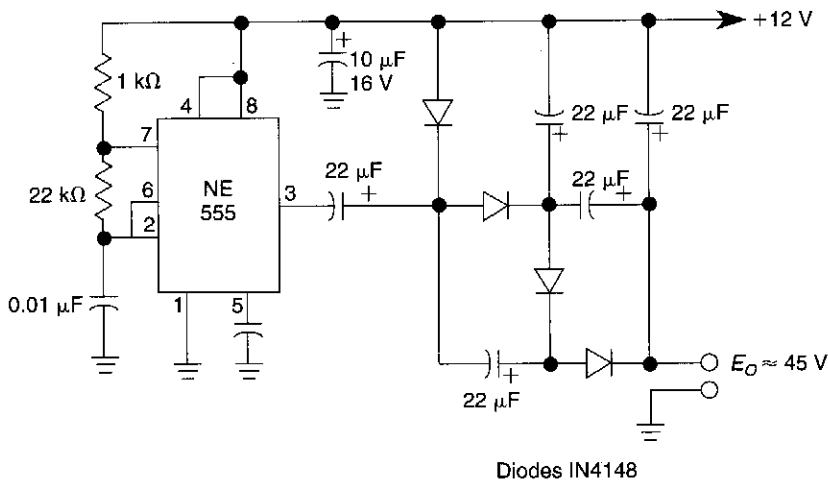 +12 V
+
10 μF
16 V
1 kΩ
4
8
22 μF
+
22 μF
+
7
22 kΩ
6
2
NE
555
3
22 μF
+
22 μF
+
0.01 μF
1
5
22 μF
+
E_O ≈ 45 V
Diodes IN4148